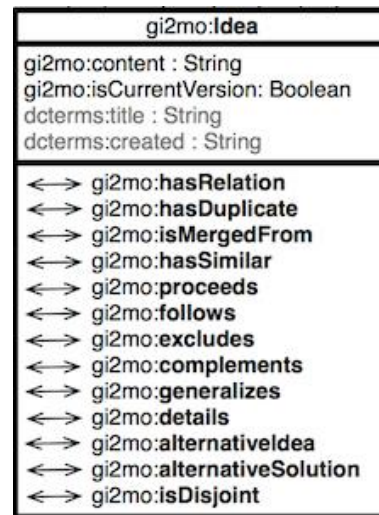 gi2mo:Idea
gi2mo:content : String
gi2mo:isCurrentVersion: Boolean
dcterms:title : String
dcterms:created : String
<--> gi2mo:hasRelation
<--> gi2mo:hasDuplicate
<--> gi2mo:isMergedFrom
<--> gi2mo:hasSimilar
<--> gi2mo:proceeds
<--> gi2mo:follows
<--> gi2mo:excludes
<--> gi2mo:complements
<--> gi2mo:generalizes
<--> gi2mo:details
<--> gi2mo:alternativeIdea
<--> gi2mo:alternativeSolution
<--> gi2mo:isDisjoint